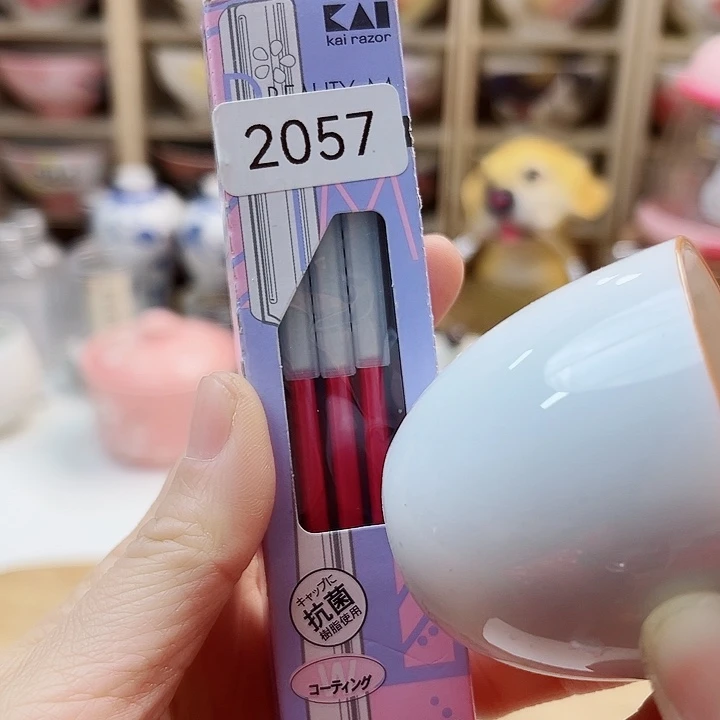 KAI
kai razor
2057
キャップに
抗菌
樹脂使用
コーティング